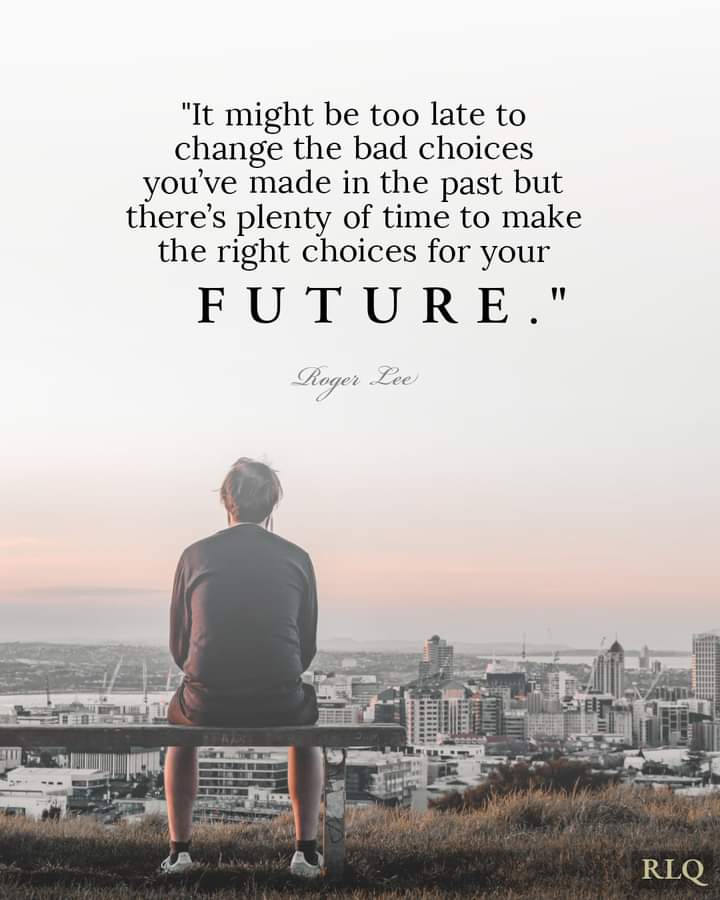 "It might be too late to
change the bad choices
you’ve made in the past but
there’s plenty of time to make
the right choices for your
FUTURE."
Roger Lee
RLQ